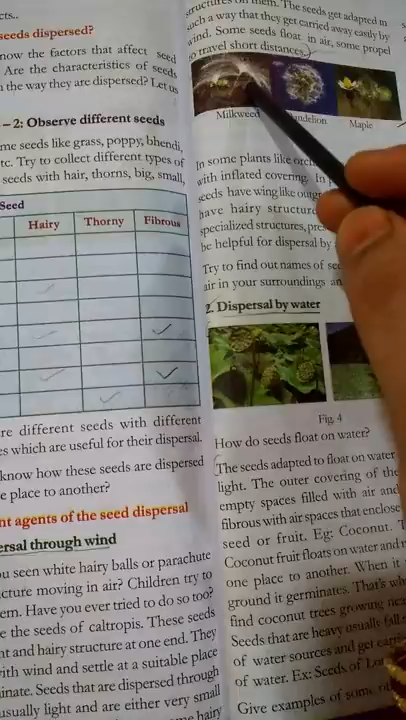 cts..
seeds dispersed?
now the factors that affect seed
Are the characteristics of seeds
the way they are dispersed? Let us
– 2: Observe different seeds
me seeds like grass, poppy, bhendi,
tc. Try to collect different types of
seeds with hair, thorns, big, small,
Seed
Hairy Thorny Fibrous
re different seeds with different
es which are useful for their dispersal.
know how these seeds are dispersed
e place to another?
nt agents of the seed dispersal
ersal through wind
ou seen white hairy balls or parachute
ucture moving in air? Children try to
em. Have you ever tried to do so too?
e the seeds of caltropis. These seeds
nt and hairy structure at one end. They
with wind and settle at a suitable place
inate. Seeds that are dispersed through
usually light and are either very small
hairy
structures on them. The seeds get adapted
such a way that they get carried away easily by
wind. Some seeds float in air, some propel
to travel short distances.
Milkweed andelion Maple
In some plants like
with inflated covering. In
seeds have wing like
have hairy structure
specialized structures,
be helpful for dispersal by
Try to find out names of
air in your surroundings
2. Dispersal by water
Fig. 4
How do seeds float on water?
The seeds adapted to float on water
light. The outer covering of the
empty spaces filled with air and
fibrous with air spaces that enclose
seed or fruit. Eg: Coconut.
Coconut fruit floats on water and
one place to another. When it
ground it germinates. That's
find coconut trees growing
Seeds that are heavy usually fall
of water sources and get
of water. Ex: Seeds of
Give examples of some